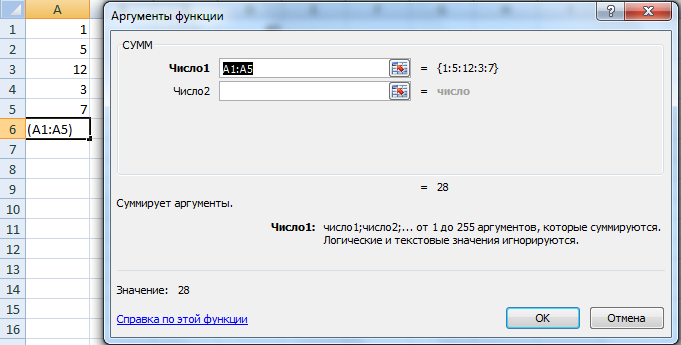 Аргументы функции
A
1 1
2 5
3 12
4 3
5 7
6 (A1:A5)
7
8
9
10
11
12
13
14
15
16
СУММ
Число1 A1:A5 = {1:5:12:3:7}
Число2 = число
= 28
Суммирует аргументы.
Число1: число1;число2;... от 1 до 255 аргументов, которые суммируются.
Логические и текстовые значения игнорируются.
Значение: 28
Справка по этой функции
ОК
Отмена